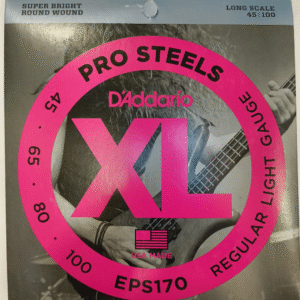 SUPER BRIGHT
ROUND WOUND
LONG SCALE
45 | 100
PRO STEELS
D'Addario
XL
45 · 65 · 80 · 100
REGULAR LIGHT GAUGE
USA MADE
EPS170